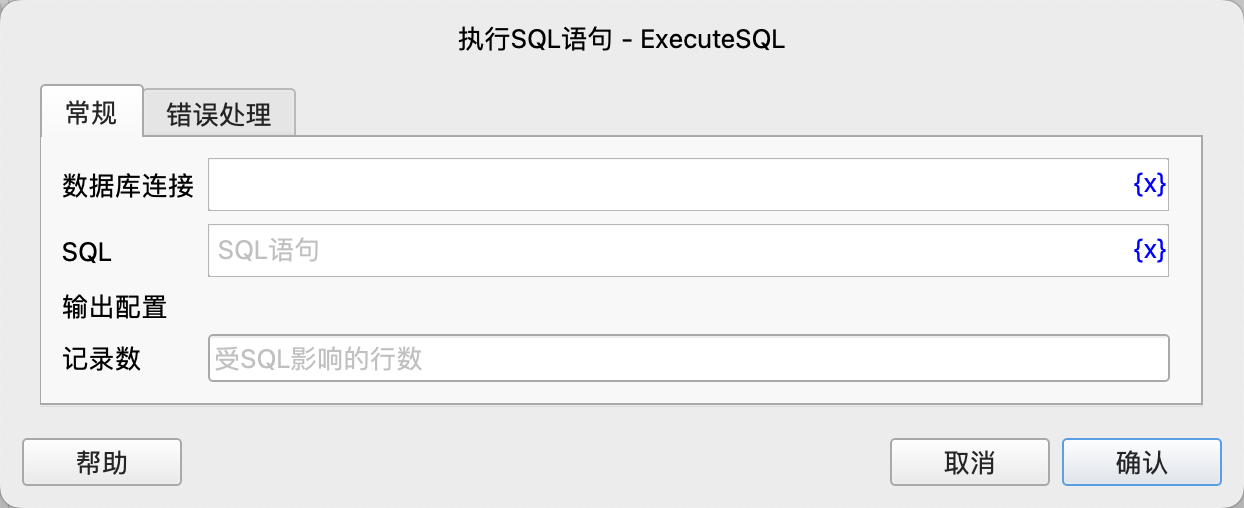 执行SQL语句 - ExecuteSQL
常规 错误处理
数据库连接 {x}
SQL SQL语句 {x}
输出配置
记录数 受SQL影响的行数
帮助 取消 确认